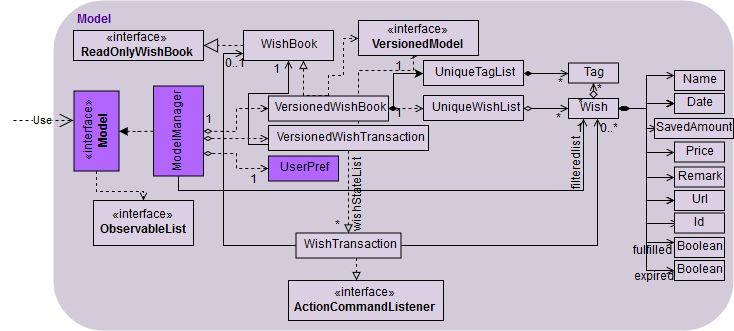 Model
«interface»
ReadOnlyWishBook
WishBook
0..1
1
«interface»
VersionedModel
1
1
UniqueTagList
*
Tag
*
Name
Date
SavedAmount
Price
Remark
Url
Id
fulfilled
Boolean
expired
Boolean
Use
«interface»
Model
ModelManager
1
VersionedWishBook
1
UniqueWishList
*
Wish
1
0..*
VersionedWishTransaction
1
UserPref
wishStateList
*
filteredlist
«interface»
ObservableList
WishTransaction
«interface»
ActionCommandListener